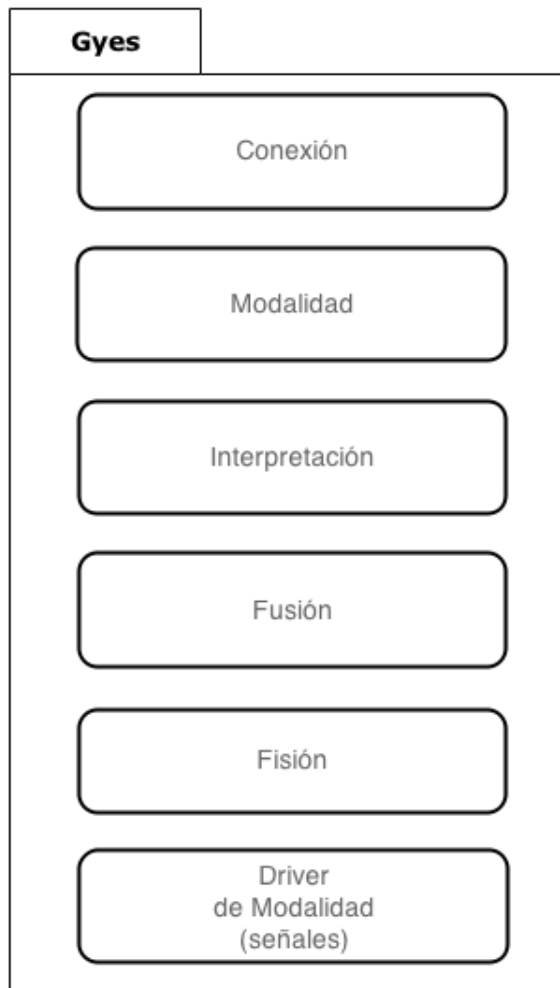 Gyes
Conexión
Modalidad
Interpretación
Fusión
Fisión
Driver
de Modalidad
(señales)